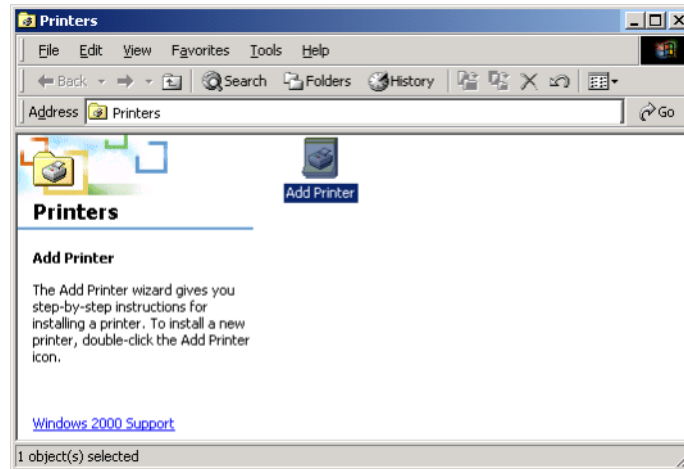 Printers
File Edit View Favorites Tools Help
Back Search Folders History
Address Printers Go
Add Printer
Printers
Add Printer
The Add Printer wizard gives you
step-by-step instructions for
installing a printer. To install a new
printer, double-click the Add Printer
icon.
Windows 2000 Support
1 object(s) selected